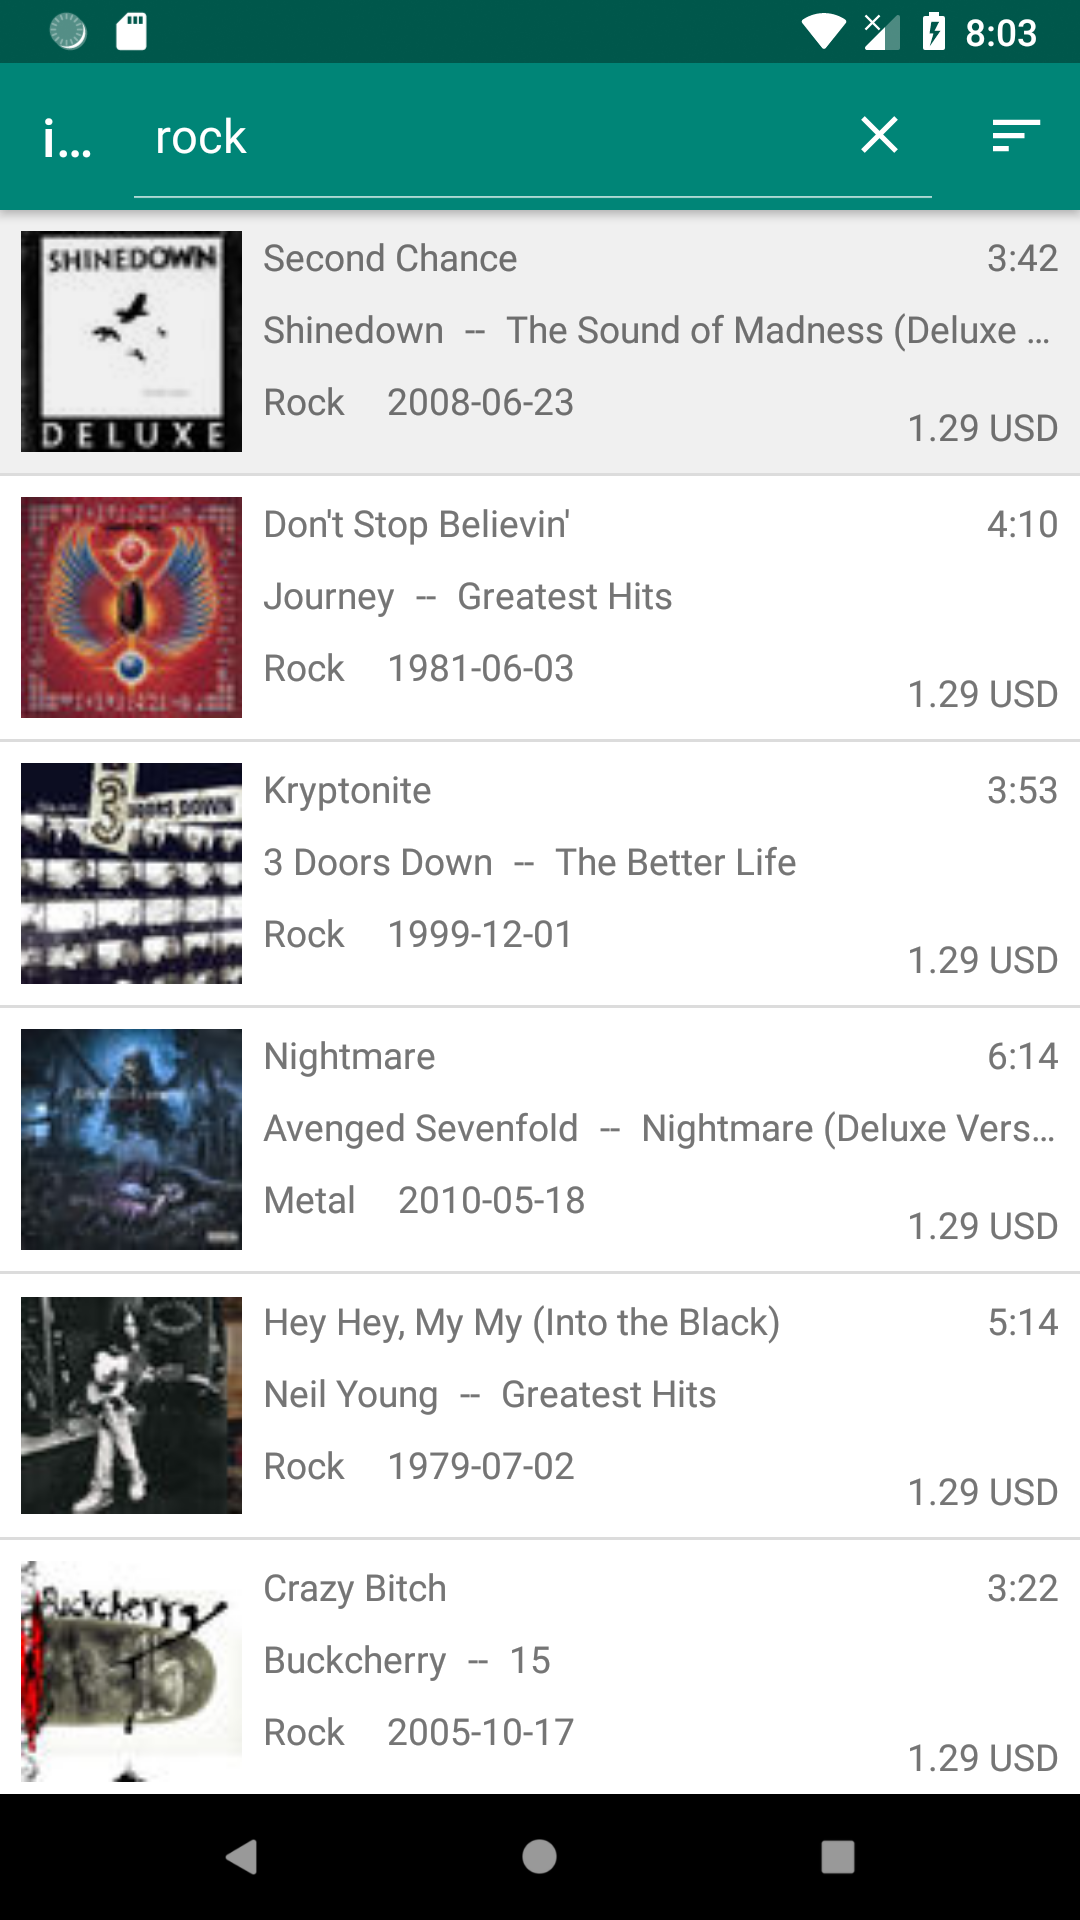 8:03
i...
rock
SHINEDOWN
DELUXE
Second Chance 3:42
Shinedown -- The Sound of Madness (Deluxe ...
Rock 2008-06-23
1.29 USD
Don't Stop Believin' 4:10
Journey -- Greatest Hits
Rock 1981-06-03
1.29 USD
3 DOORS DOWN
Kryptonite 3:53
3 Doors Down -- The Better Life
Rock 1999-12-01
1.29 USD
Nightmare 6:14
Avenged Sevenfold -- Nightmare (Deluxe Vers...
Metal 2010-05-18
1.29 USD
Hey Hey, My My (Into the Black) 5:14
Neil Young -- Greatest Hits
Rock 1979-07-02
1.29 USD
Buckcherry
Crazy Bitch 3:22
Buckcherry -- 15
Rock 2005-10-17
1.29 USD